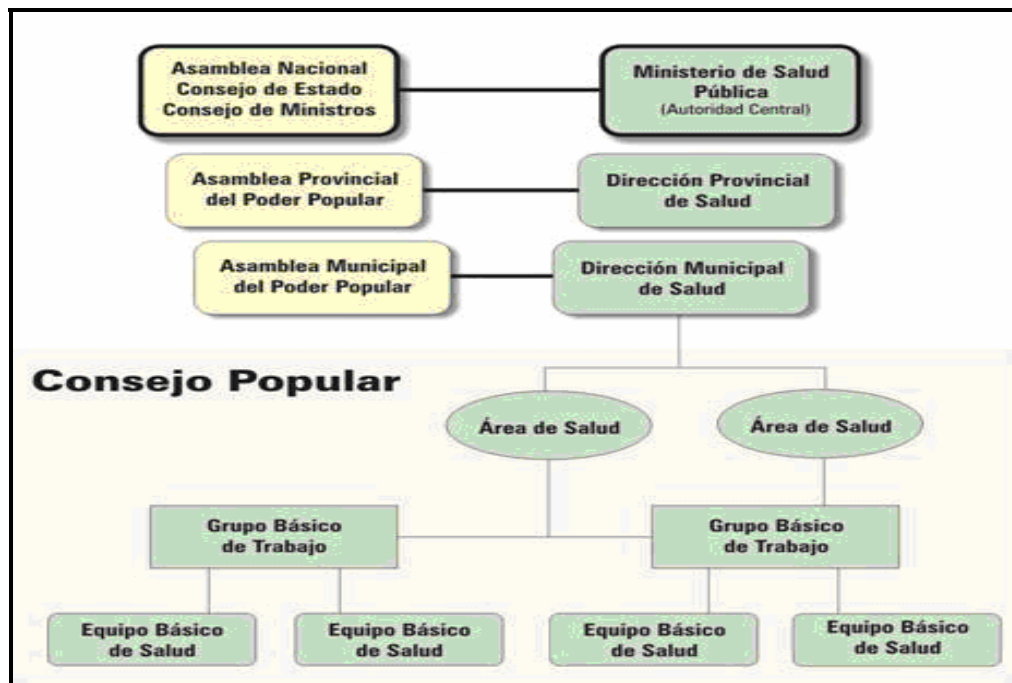 Asamblea Nacional
Consejo de Estado
Consejo de Ministros
Ministerio de Salud
Pública
(Autoridad Central)
Asamblea Provincial
del Poder Popular
Dirección Provincial
de Salud
Asamblea Municipal
del Poder Popular
Dirección Municipal
de Salud
Consejo Popular
Área de Salud
Área de Salud
Grupo Básico
de Trabajo
Grupo Básico
de Trabajo
Equipo Básico
de Salud
Equipo Básico
de Salud
Equipo Básico
de Salud
Equipo Básico
de Salud